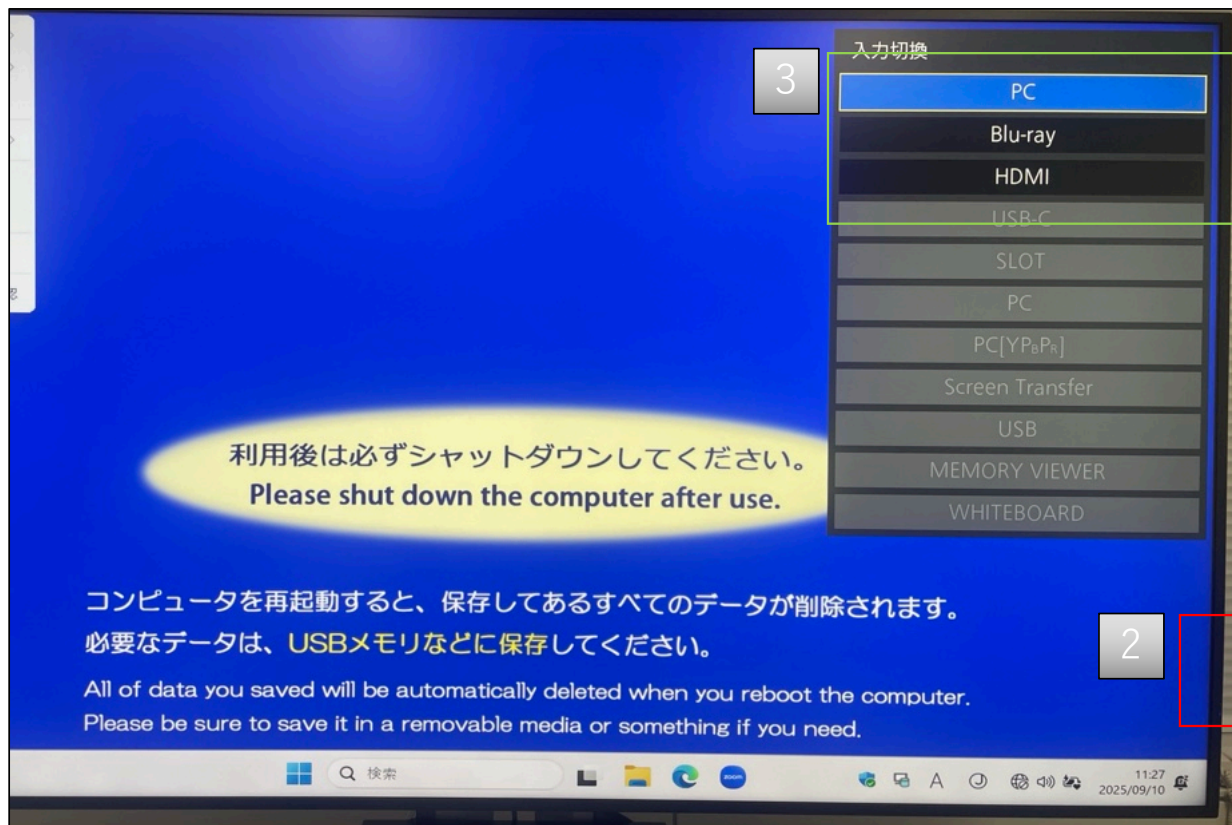 入力切換
3
PC
Blu-ray
HDMI
USB-C
SLOT
PC
PC[YPBPR]
Screen Transfer
USB
MEMORY VIEWER
WHITEBOARD
利用後は必ずシャットダウンしてください。
Please shut down the computer after use.
コンピュータを再起動すると、保存してあるすべてのデータが削除されます。
必要なデータは、USBメモリなどに保存してください。
2
All of data you saved will be automatically deleted when you reboot the computer.
Please be sure to save it in a removable media or something if you need.
検索
zoom
A
11:27
2025/09/10